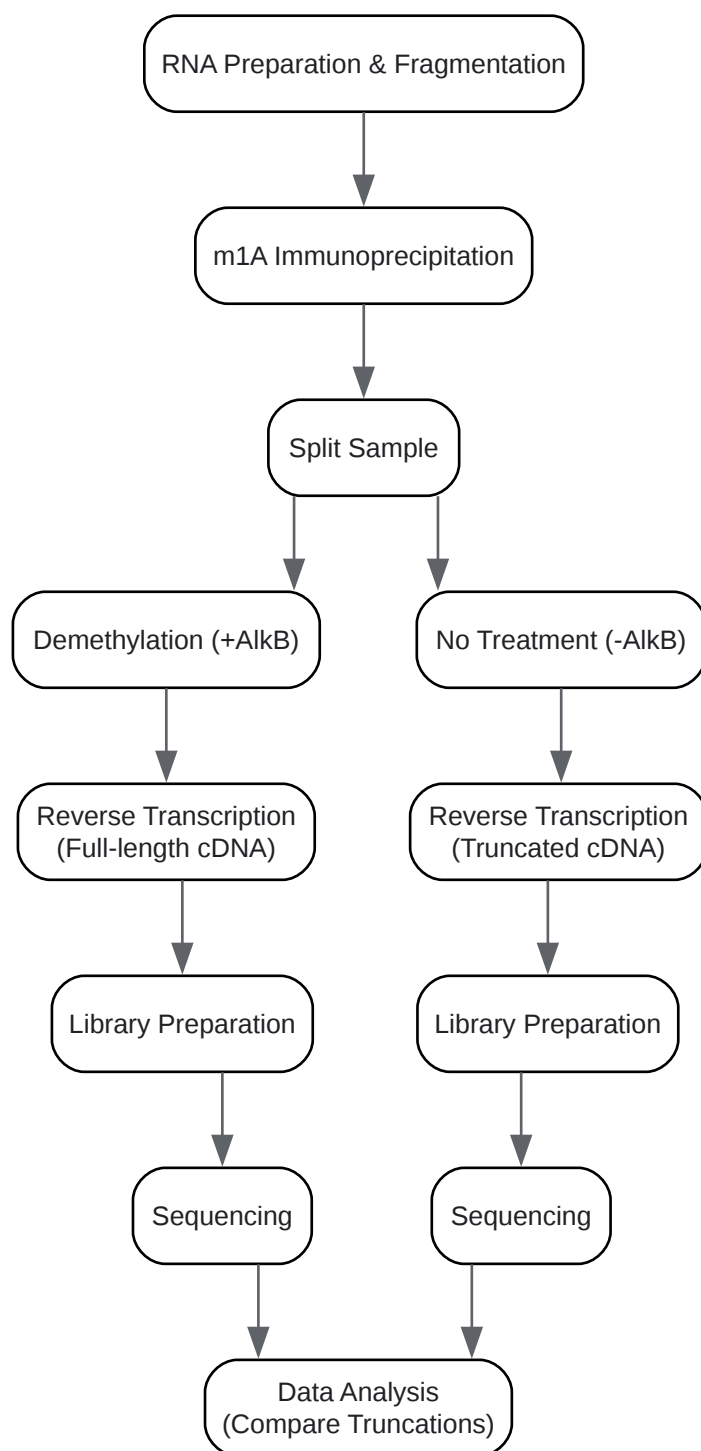 RNA Preparation & Fragmentation
m1A Immunoprecipitation
Split Sample
Demethylation (+AlkB)
No Treatment (-AlkB)
Reverse Transcription
(Full-length cDNA)
Reverse Transcription
(Truncated cDNA)
Library Preparation
Library Preparation
Sequencing
Sequencing
Data Analysis
(Compare Truncations)